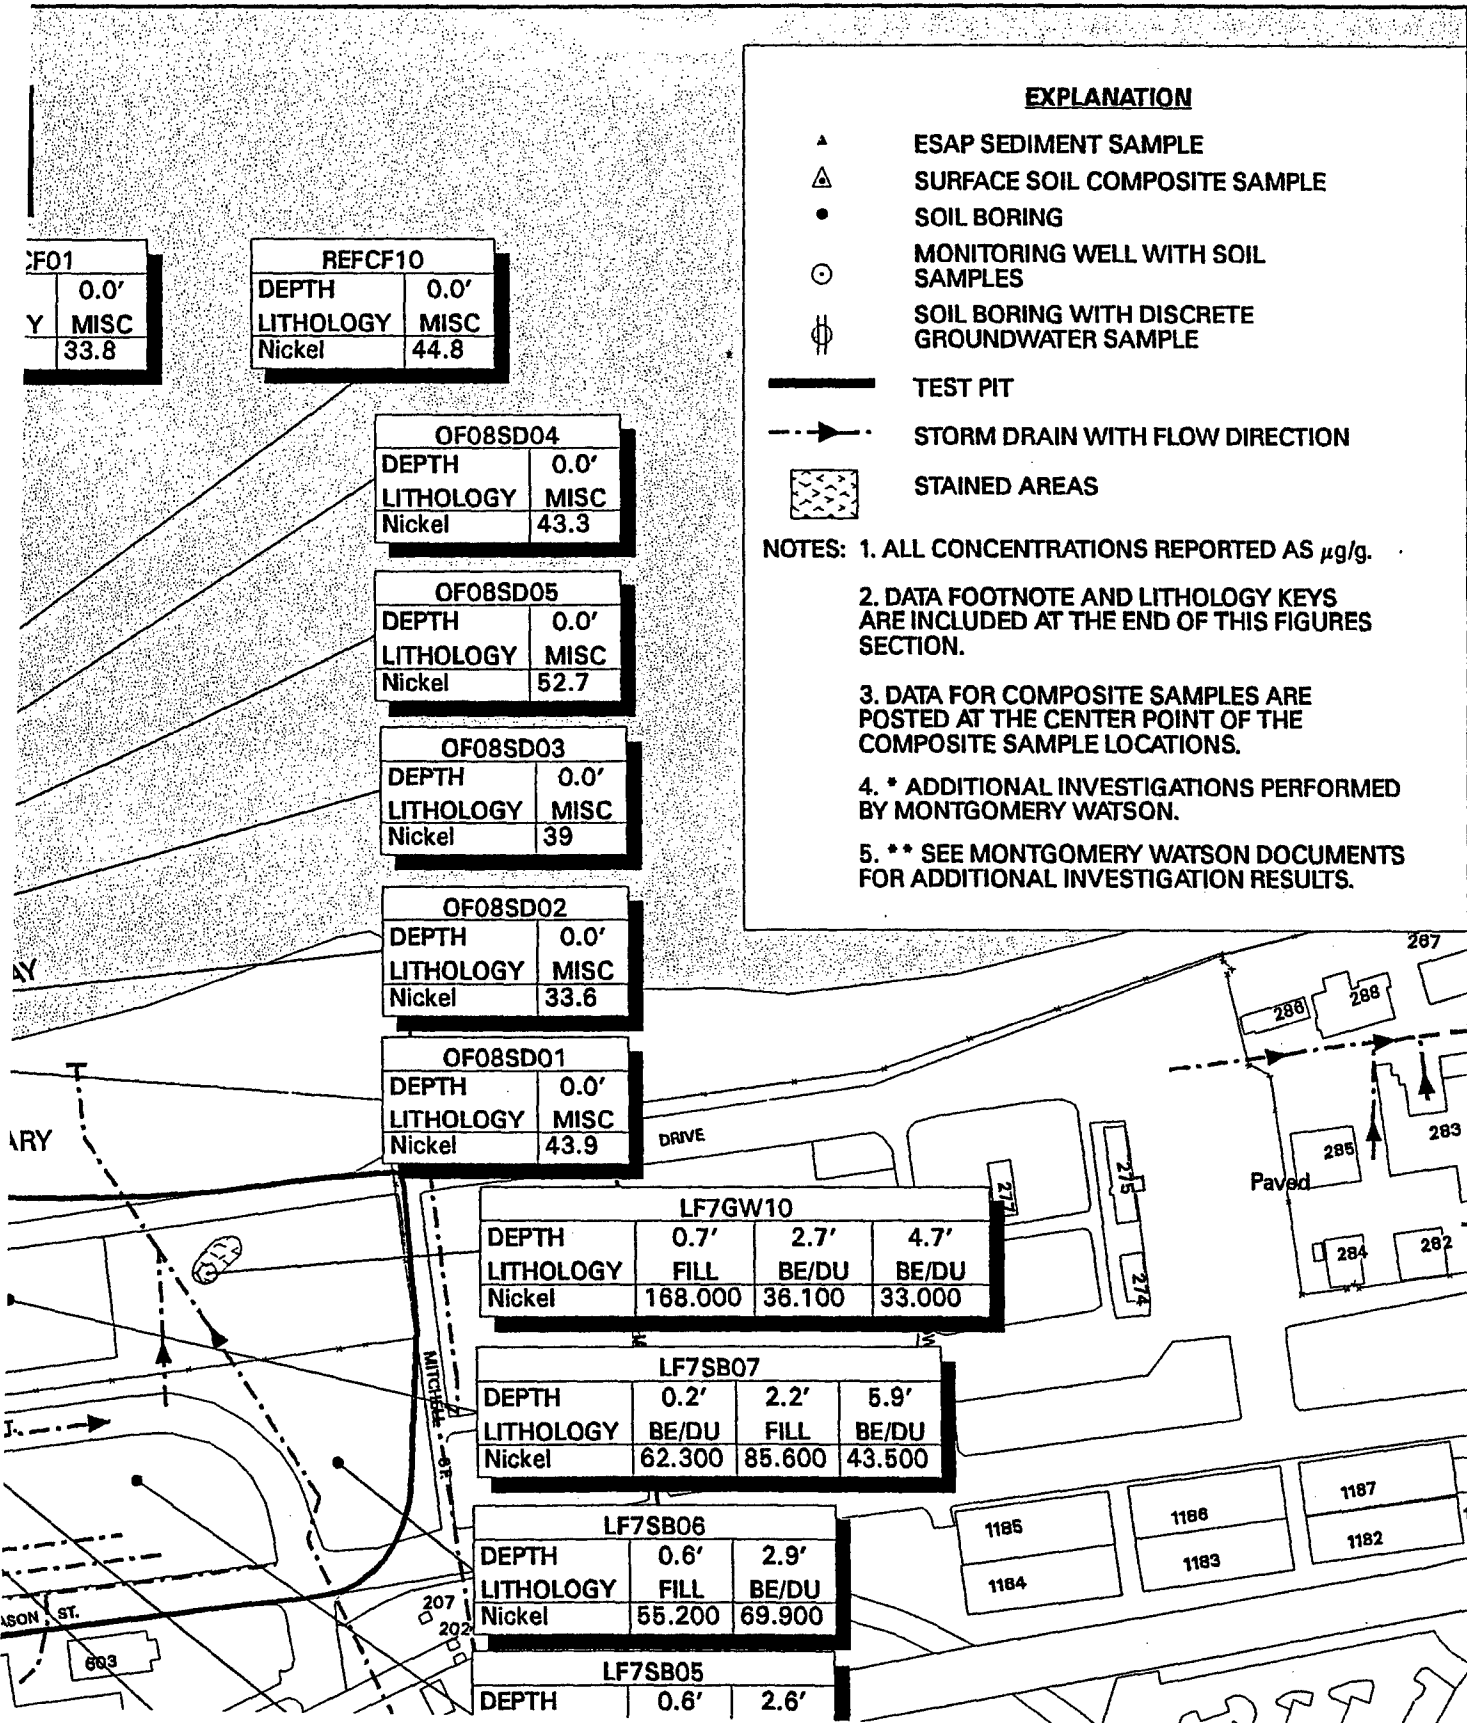 EXPLANATION
ESAP SEDIMENT SAMPLE
SURFACE SOIL COMPOSITE SAMPLE
SOIL BORING
MONITORING WELL WITH SOIL
SAMPLES
SOIL BORING WITH DISCRETE
GROUNDWATER SAMPLE
TEST PIT
STORM DRAIN WITH FLOW DIRECTION
STAINED AREAS
NOTES: 1. ALL CONCENTRATIONS REPORTED AS μg/g.
2. DATA FOOTNOTE AND LITHOLOGY KEYS
ARE INCLUDED AT THE END OF THIS FIGURES
SECTION.
3. DATA FOR COMPOSITE SAMPLES ARE
POSTED AT THE CENTER POINT OF THE
COMPOSITE SAMPLE LOCATIONS.
4. * ADDITIONAL INVESTIGATIONS PERFORMED
BY MONTGOMERY WATSON.
5. ** SEE MONTGOMERY WATSON DOCUMENTS
FOR ADDITIONAL INVESTIGATION RESULTS.
CF01
0.0′
Y MISC
33.8
REFCF10
DEPTH 0.0′
LITHOLOGY MISC
Nickel 44.8
OF08SD04
DEPTH 0.0′
LITHOLOGY MISC
Nickel 43.3
OF08SD05
DEPTH 0.0′
LITHOLOGY MISC
Nickel 52.7
OF08SD03
DEPTH 0.0′
LITHOLOGY MISC
Nickel 39
OF08SD02
DEPTH 0.0′
LITHOLOGY MISC
Nickel 33.6
OF08SD01
DEPTH 0.0′
LITHOLOGY MISC
Nickel 43.9
LF7GW10
DEPTH 0.7′ 2.7′ 4.7′
LITHOLOGY FILL BE/DU BE/DU
Nickel 168.000 36.100 33.000
LF7SB07
DEPTH 0.2′ 2.2′ 5.9′
LITHOLOGY BE/DU FILL BE/DU
Nickel 62.300 85.600 43.500
LF7SB06
DEPTH 0.6′ 2.9′
LITHOLOGY FILL BE/DU
Nickel 55.200 69.900
LF7SB05
DEPTH 0.6′ 2.6′
AY
ARY
DRIVE
MITCHELL ST.
ASON ST.
603
207
202
267
286
288
283
285
Paved
277
275
274
284
282
1185
1186
1187
1184
1183
1182